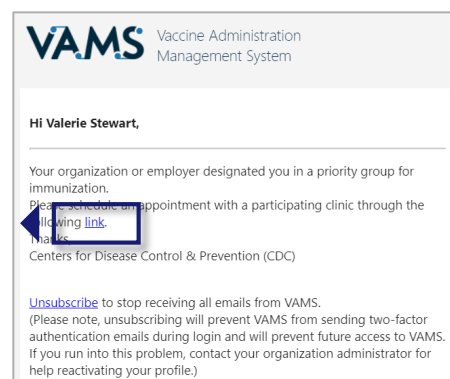 VAMS Vaccine Administration
Management System
Hi Valerie Stewart,
Your organization or employer designated you in a priority group for
immunization.
Please schedule an appointment with a participating clinic through the
following link.
Thanks,
Centers for Disease Control & Prevention (CDC)
Unsubscribe to stop receiving all emails from VAMS.
(Please note, unsubscribing will prevent VAMS from sending two-factor
authentication emails during login and will prevent future access to VAMS.
If you run into this problem, contact your organization administrator for
help reactivating your profile.)